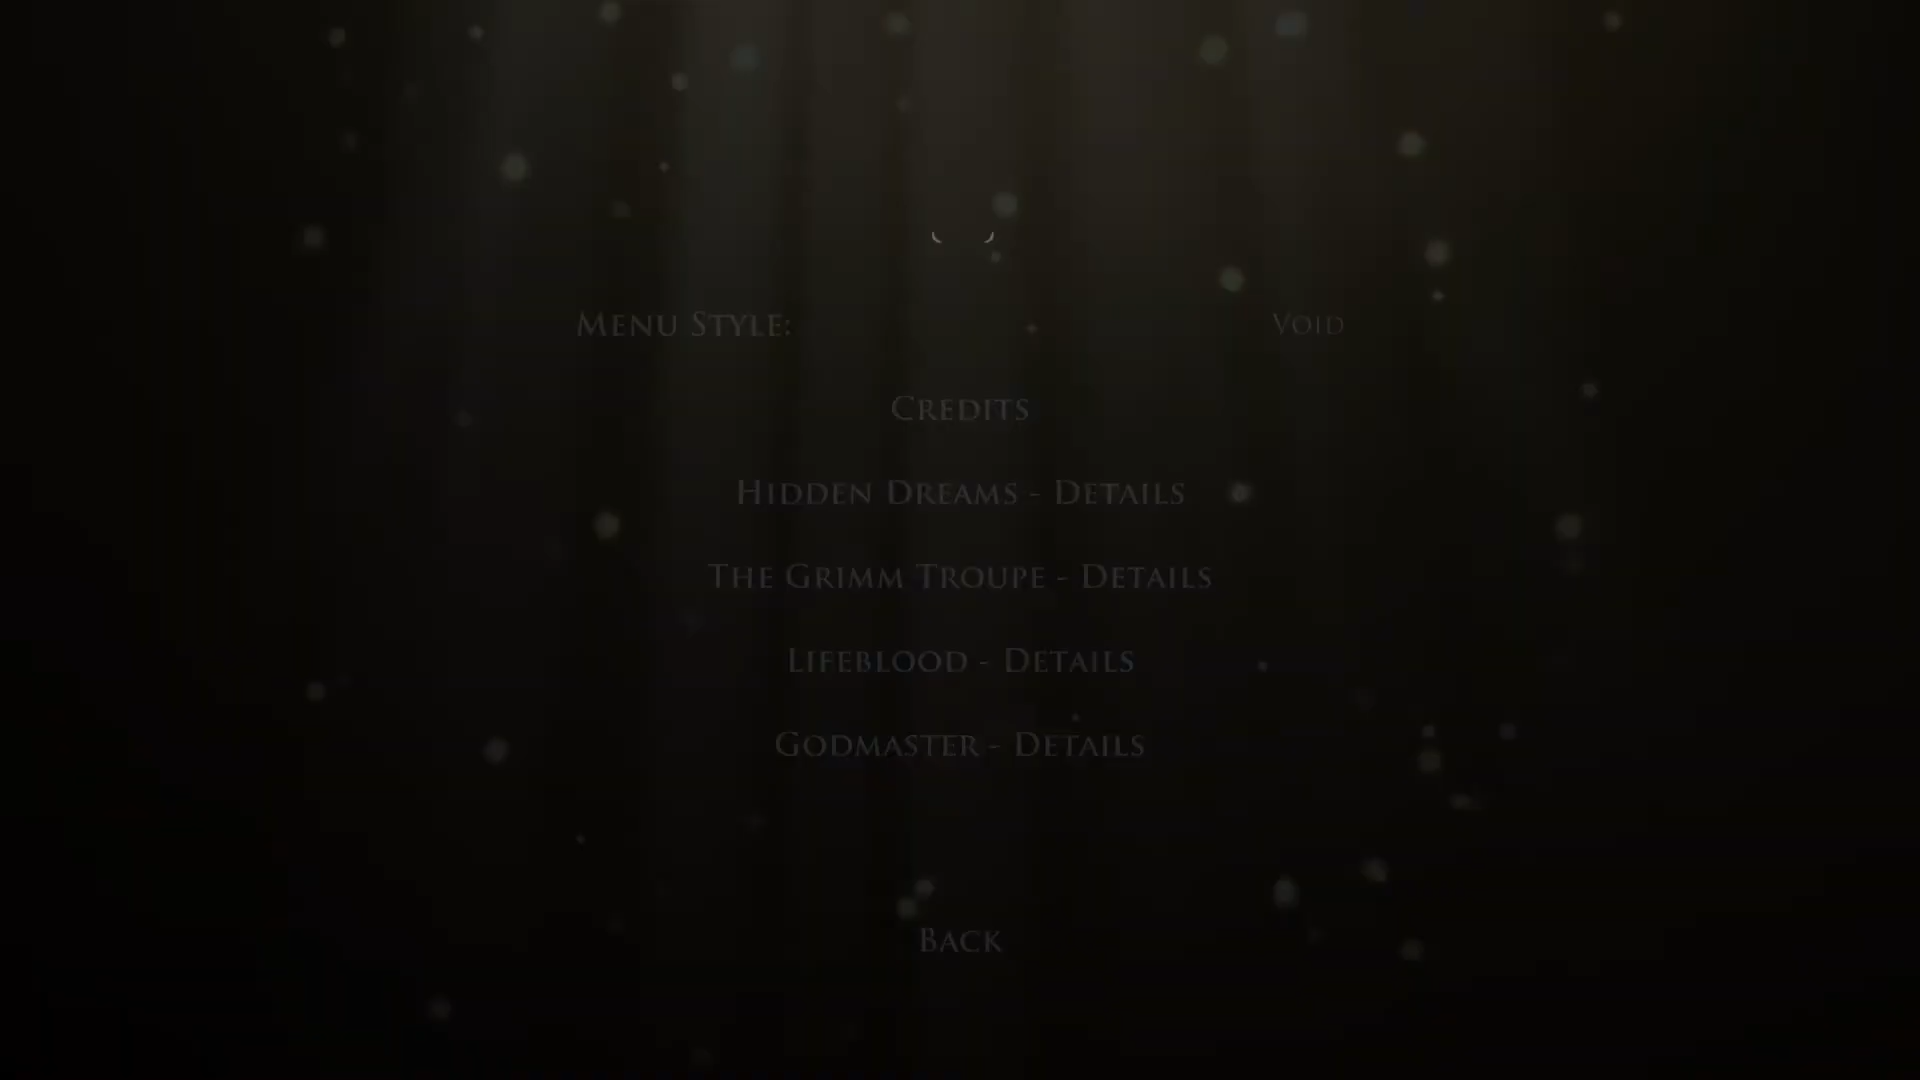 Menu Style: Void
Credits
Hidden Dreams - Details
The Grimm Troupe - Details
Lifeblood - Details
Godmaster - Details
Back